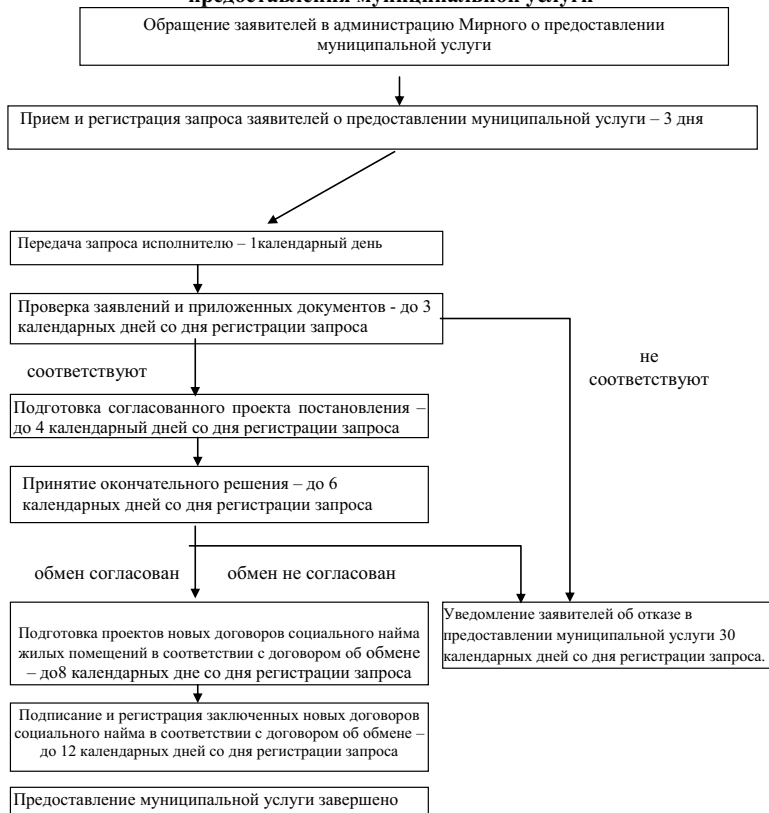 предоставления муниципальной услуги
Обращение заявителей в администрацию Мирного о предоставлении
муниципальной услуги
Прием и регистрация запроса заявителей о предоставлении муниципальной услуги – 3 дня
Передача запроса исполнителю – 1календарный день
Проверка заявлений и приложенных документов - до 3
календарных дней со дня регистрации запроса
соответствуют
не
соответствуют
Подготовка согласованного проекта постановления –
до 4 календарный дней со дня регистрации запроса
Принятие окончательного решения – до 6
календарных дней со дня регистрации запроса
обмен согласован
обмен не согласован
Подготовка проектов новых договоров социального найма
жилых помещений в соответствии с договором об обмене
– до8 календарных дне со дня регистрации запроса
Уведомление заявителей об отказе в
предоставлении муниципальной услуги 30
календарных дней со дня регистрации запроса.
Подписание и регистрация заключенных новых договоров
социального найма в соответствии с договором об обмене –
до 12 календарных дней со дня регистрации запроса
Предоставление муниципальной услуги завершено